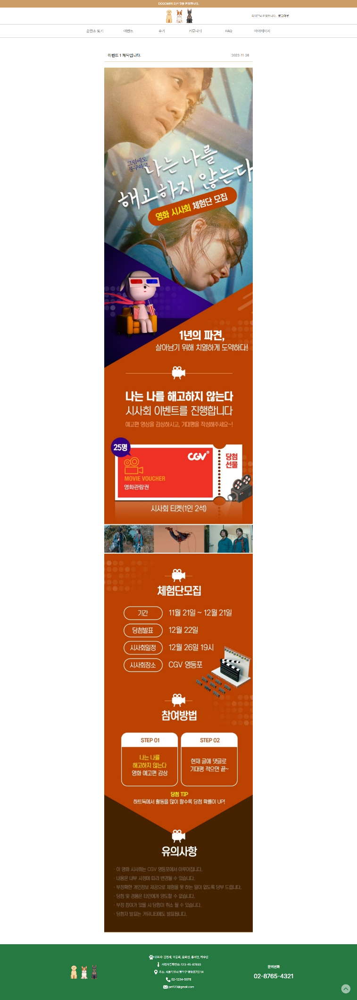 DOGOMI에 오신 것을 환영합니다.
김지은님 환영합니다. 로그아웃
훈련소 찾기 이벤트 후기 커뮤니티 FAQ 마이페이지
이벤트 1 제목입니다. 2023-11-26
그럼에도
불구하고,
나는 나를
해고하지 않는다
영화 시사회 체험단 모집
1년의 파견,
살아남기 위해 치열하게 도약하다!
나는 나를 해고하지 않는다
시사회 이벤트를 진행합니다
예고편 영상을 감상하시고, 기대평을 작성해주세요~!
25명
CGV
당첨
선물
MOVIE VOUCHER
영화관람권
시사회 티켓(1인 2석)
체험단모집
기간 11월 21일 ~ 12월 21일
당첨발표 12월 22일
시사회일정 12월 26일 19시
시사회장소 CGV 영등포
참여방법
STEP 01
나는 나를
해고하지 않는다
영화 예고편 감상
STEP 02
현재 글에 댓글로
기대평 적으면 끝~
당첨 TIP
하트독에서 활동을 많이 할수록 당첨 확률이 UP!
유의사항
· 이 영화 시사회는 CGV 영등포에서 이루어집니다.
· 내용은 내부 사정에 따라 변경될 수 있습니다.
· 부정확한 개인정보 제공으로 체험을 못 하는 일이 없도록 당부 드립니다.
· 당첨 및 경품은 타인에게 양도할 수 없습니다.
· 부정 참여가 있을 시 당첨이 취소 될 수 있습니다.
· 당첨자 발표는 커뮤니티에도 발표됩니다.
대표자:
사업자등록번호: 123-45-67890
주소: 서울특별시 행복구 7길 14
02-1234-5678
pet123@gmail.com
문의전화
02-8765-4321